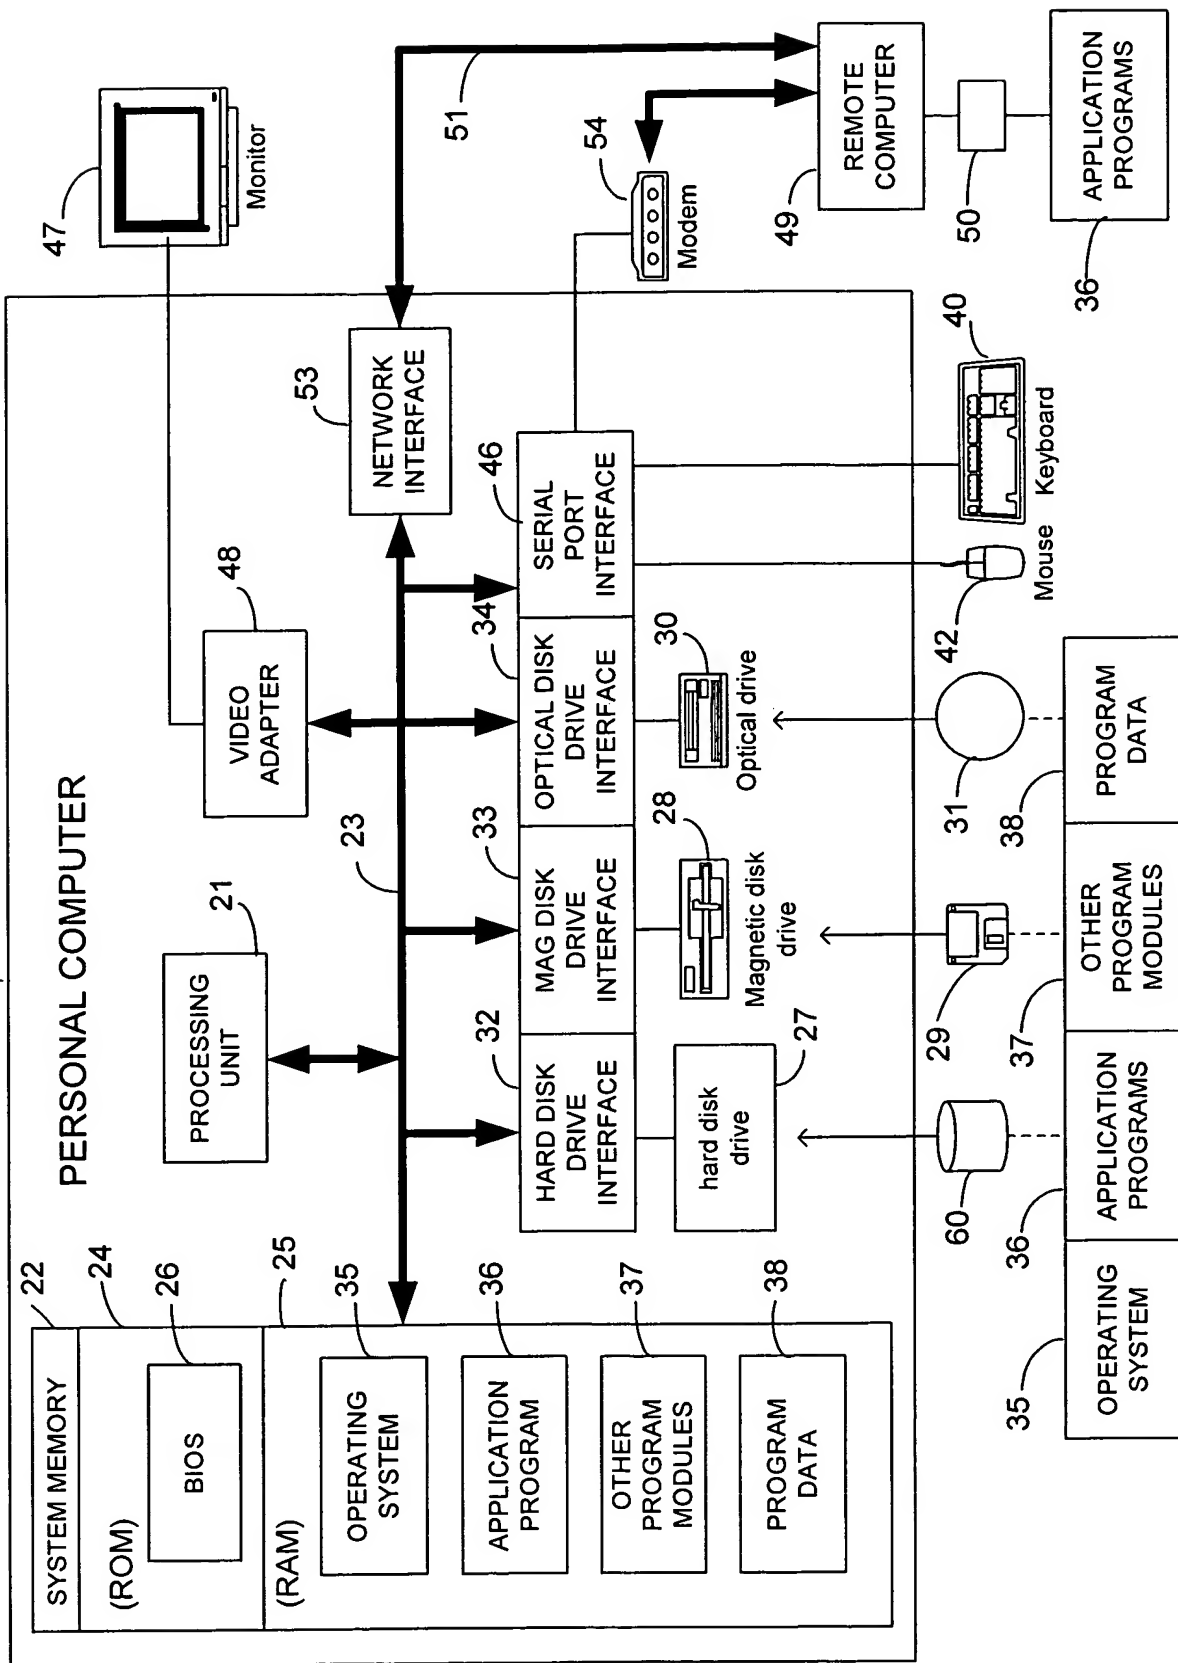 PERSONAL COMPUTER
SYSTEM MEMORY
22
(ROM)
24
BIOS
26
(RAM)
25
OPERATING
SYSTEM
35
APPLICATION
PROGRAM
36
OTHER
PROGRAM
MODULES
37
PROGRAM
DATA
38
PROCESSING
UNIT
21
23
VIDEO
ADAPTER
48
47
Monitor
NETWORK
INTERFACE
53
51
HARD DISK
DRIVE
INTERFACE
32
MAG DISK
DRIVE
INTERFACE
33
OPTICAL DISK
DRIVE
INTERFACE
34
SERIAL
PORT
INTERFACE
46
hard disk
drive
27
Magnetic disk
drive
28
Optical drive
30
Modem
54
REMOTE
COMPUTER
49
50
APPLICATION
PROGRAMS
36
60
29
31
Mouse
42
Keyboard
40
OPERATING
SYSTEM
35
APPLICATION
PROGRAMS
36
OTHER
PROGRAM
MODULES
37
PROGRAM
DATA
38